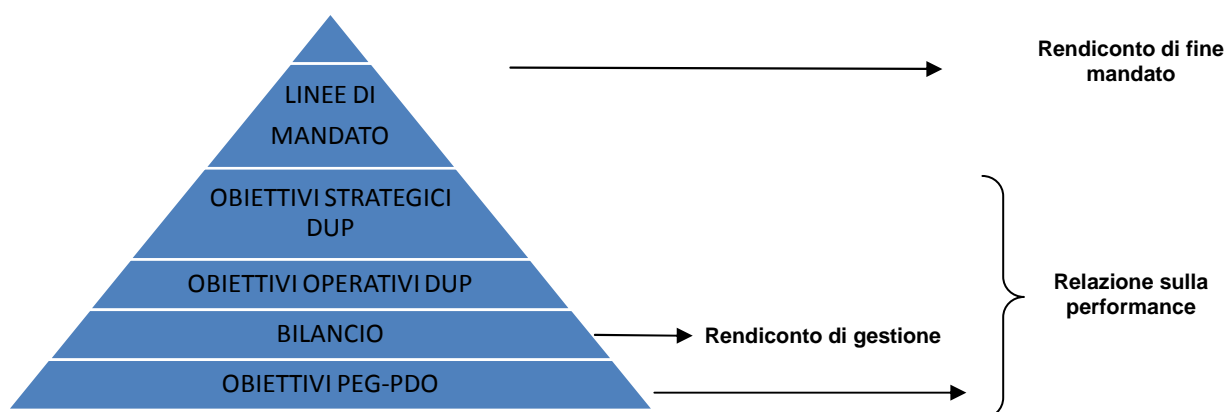 Rendiconto di fine
mandato
LINEE DI
MANDATO
OBIETTIVI STRATEGICI
DUP
OBIETTIVI OPERATIVI DUP
BILANCIO
OBIETTIVI PEG-PDO
Rendiconto di gestione
Relazione sulla
performance